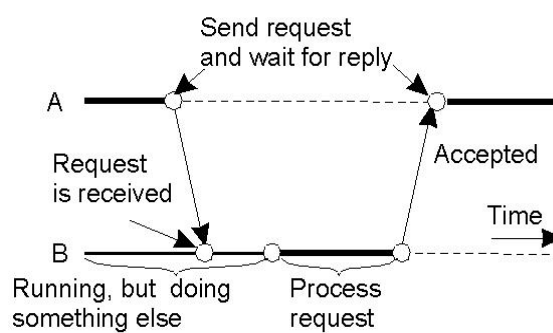 Send request
and wait for reply
A
Request
is received
Accepted
Time
B
Running, but doing
something else
Process
request